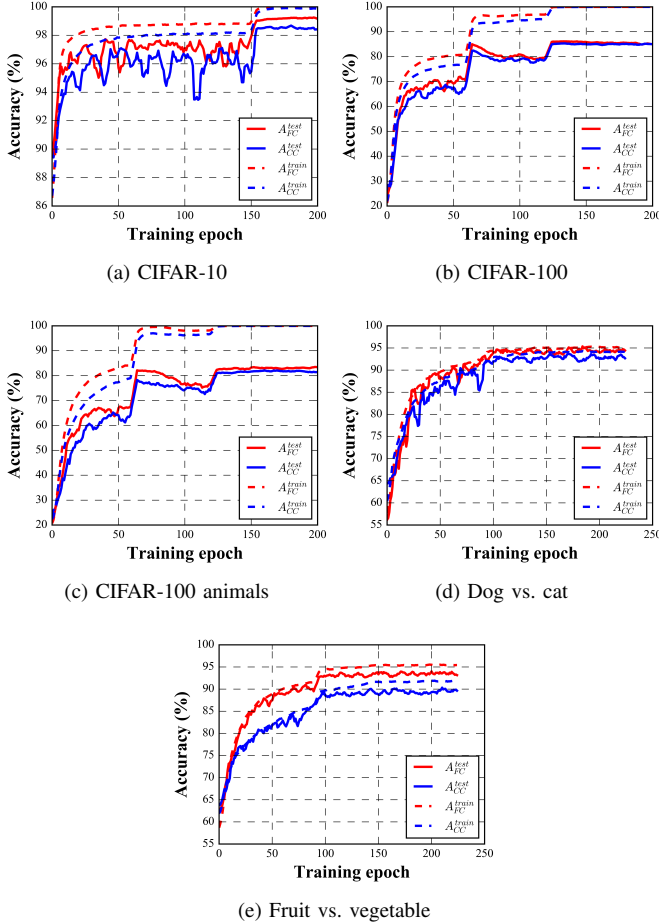 100
98
96
94
92
90
88
86
0 50 100 150 200
Accuracy (%)
Training epoch
A_{FC}^{test}
A_{CC}^{test}
A_{FC}^{train}
A_{CC}^{train}
(a) CIFAR-10
100
90
80
70
60
50
40
30
20
0 50 100 150 200
Accuracy (%)
Training epoch
A_{FC}^{test}
A_{CC}^{test}
A_{FC}^{train}
A_{CC}^{train}
(b) CIFAR-100
100
90
80
70
60
50
40
30
20
0 50 100 150 200
Accuracy (%)
Training epoch
A_{FC}^{test}
A_{CC}^{test}
A_{FC}^{train}
A_{CC}^{train}
(c) CIFAR-100 animals
100
95
90
85
80
75
70
65
60
55
0 50 100 150 200 250
Accuracy (%)
Training epoch
A_{FC}^{test}
A_{CC}^{test}
A_{FC}^{train}
A_{CC}^{train}
(d) Dog vs. cat
100
95
90
85
80
75
70
65
60
55
0 50 100 150 200 250
Accuracy (%)
Training epoch
A_{FC}^{test}
A_{CC}^{test}
A_{FC}^{train}
A_{CC}^{train}
(e) Fruit vs. vegetable